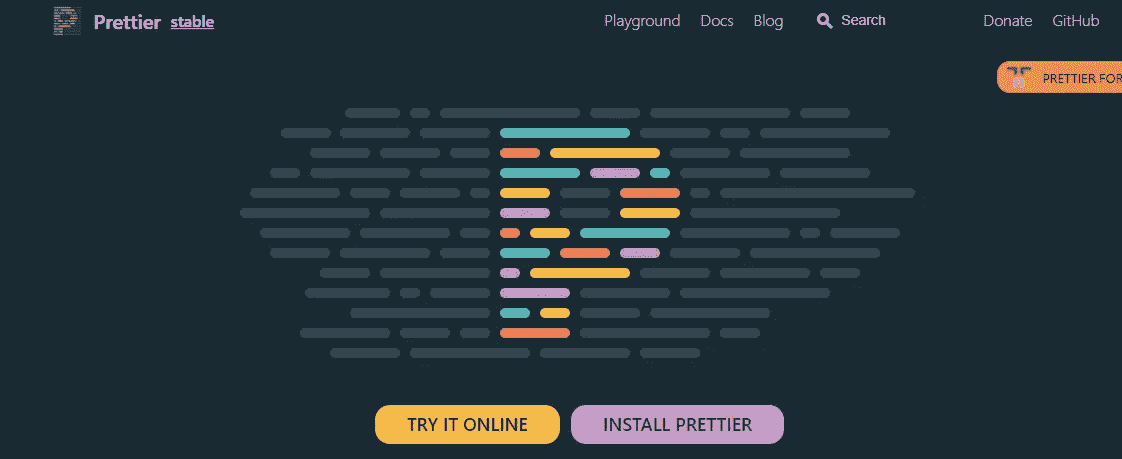 Prettier stable Playground Docs Blog Search Donate GitHub
PRETTIER FOR
TRY IT ONLINE INSTALL PRETTIER